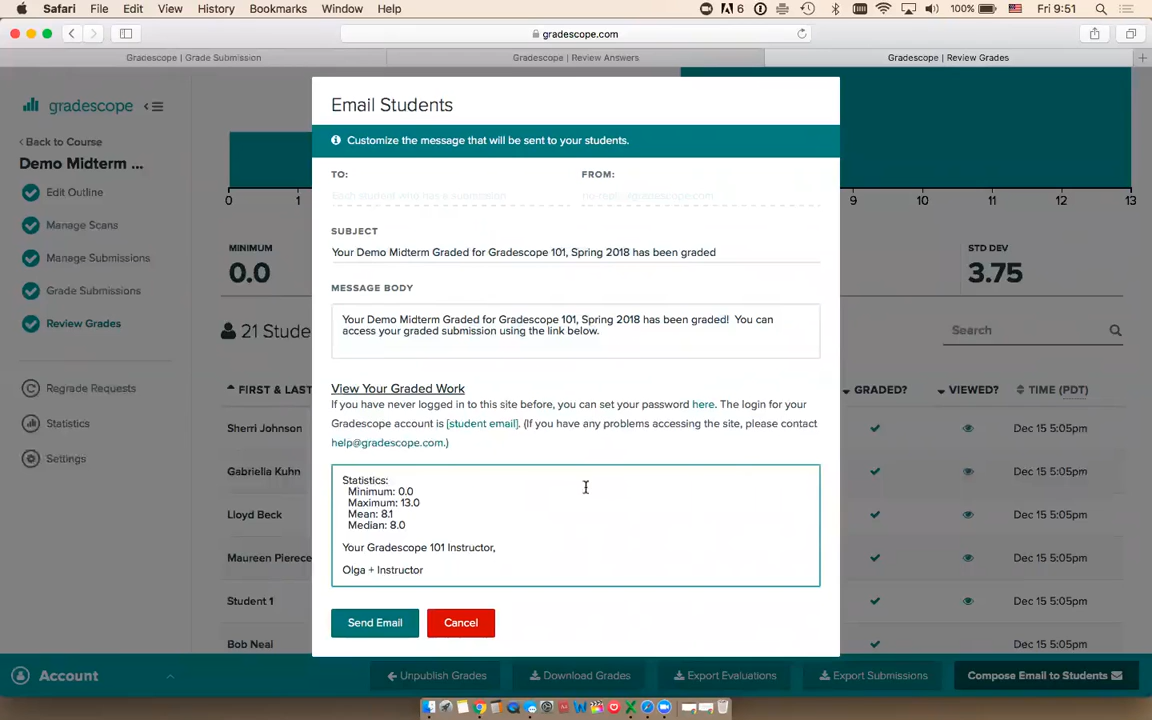 Safari File Edit View History Bookmarks Window Help 6 100% Fri 9:51
gradescope.com
Gradescope | Grade Submission Gradescope | Review Answers Gradescope | Review Grades
gradescope
Back to Course
Demo Midterm ...
Edit Outline
Manage Scans
Manage Submissions
Grade Submissions
Review Grades
Regrade Requests
Statistics
Settings
Account
0 1 9 10 11 12 13
MINIMUM
0.0
STD DEV
3.75
21 Stude
Search
FIRST & LAST GRADED? VIEWED? TIME (PDT)
Sherri Johnson Dec 15 5:05pm
Gabriella Kuhn Dec 15 5:05pm
Lloyd Beck Dec 15 5:05pm
Maureen Pierece Dec 15 5:05pm
Student 1 Dec 15 5:05pm
Bob Neal Dec 15 5:05pm
Email Students
Customize the message that will be sent to your students.
TO: FROM:
Each student who has a submission no-reply@gradescope.com
SUBJECT
Your Demo Midterm Graded for Gradescope 101, Spring 2018 has been graded
MESSAGE BODY
Your Demo Midterm Graded for Gradescope 101, Spring 2018 has been graded! You can
access your graded submission using the link below.
View Your Graded Work
If you have never logged in to this site before, you can set your password here. The login for your
Gradescope account is [student email]. (If you have any problems accessing the site, please contact
help@gradescope.com.)
Statistics:
Minimum: 0.0
Maximum: 13.0
Mean: 8.1
Median: 8.0
Your Gradescope 101 Instructor,
Olga + Instructor
Send Email Cancel
Unpublish Grades Download Grades Export Evaluations Export Submissions Compose Email to Students